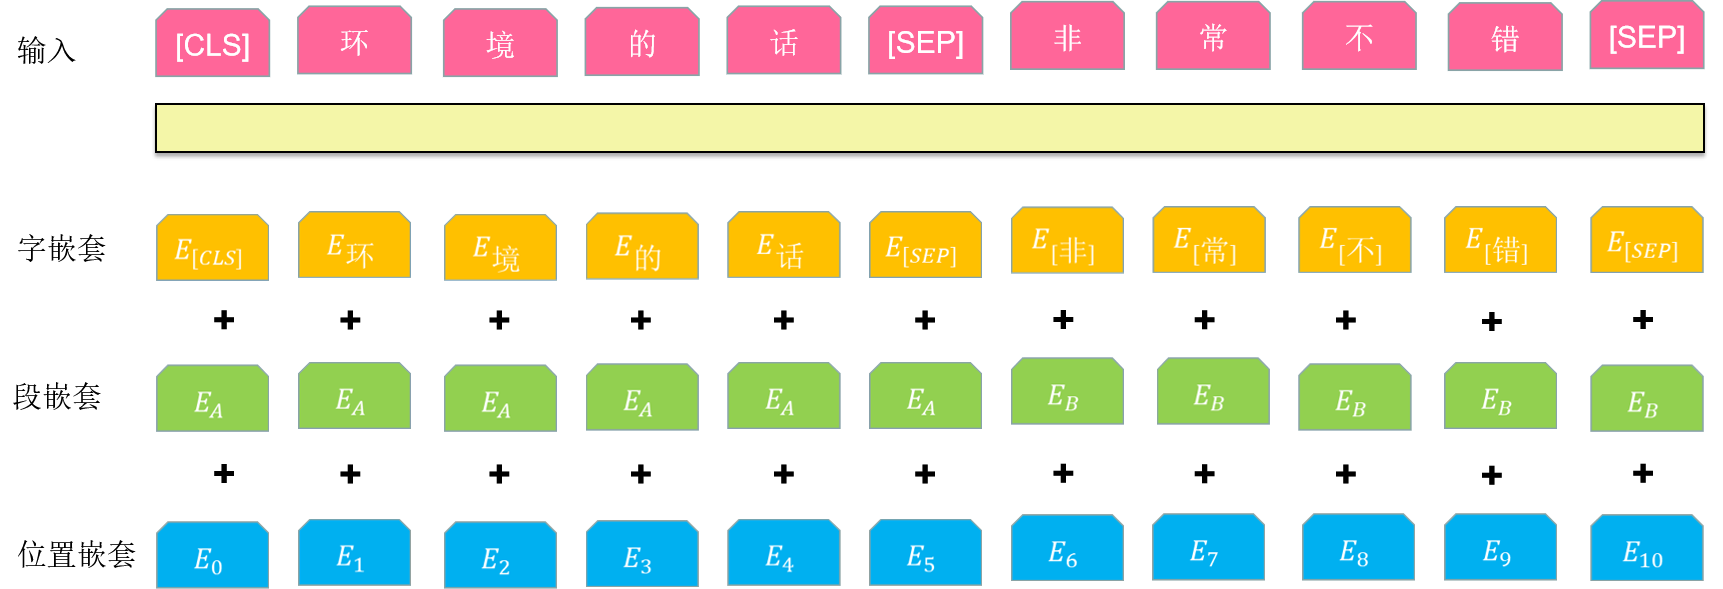 输入 [CLS] 环 境 的 话 [SEP] 非 常 不 错 [SEP]
字嵌套 E[CLS] E环 E境 E的 E话 E[SEP] E[非] E[常] E[不] E[错] E[SEP]
+ + + + + + + + + + +
段嵌套 EA EA EA EA EA EA EB EB EB EB EB
+ + + + + + + + + + +
位置嵌套 E0 E1 E2 E3 E4 E5 E6 E7 E8 E9 E10